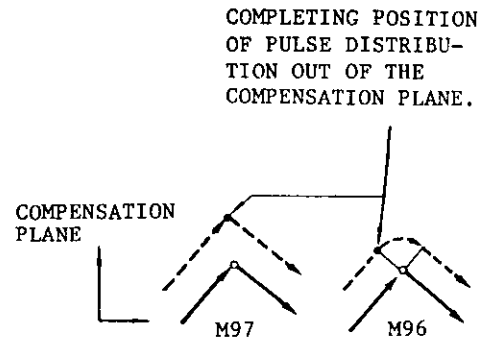 COMPLETING POSITION
OF PULSE DISTRIBU-
TION OUT OF THE
COMPENSATION PLANE.
COMPENSATION
PLANE
M97
M96